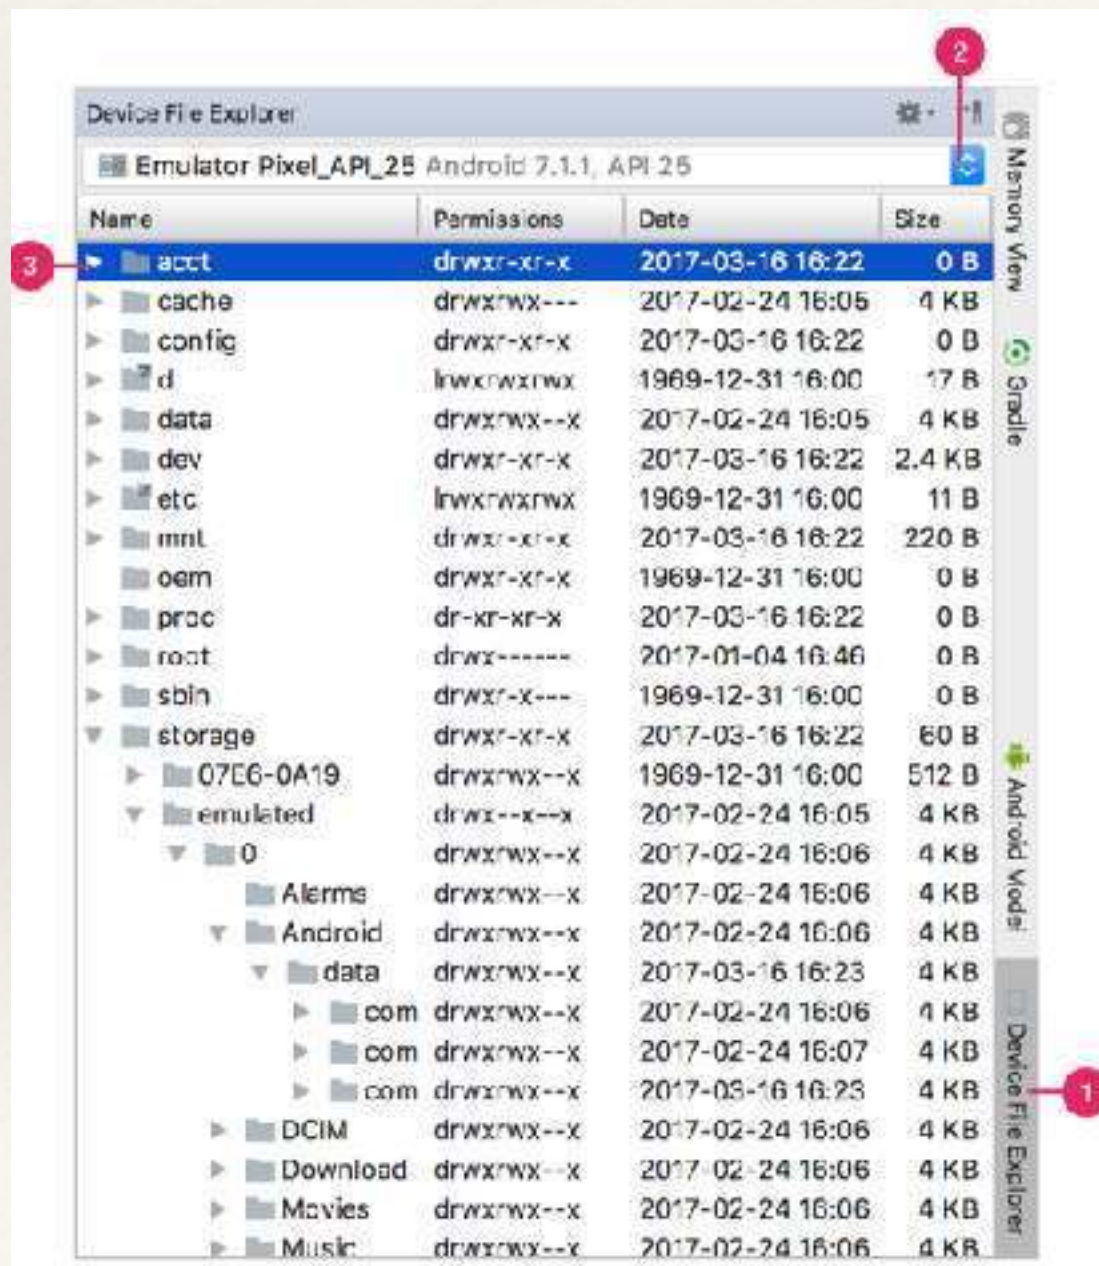 2
Device File Explorer
Emulator Pixel_API_25 Android 7.1.1, API 25
Name Permissions Date Size
3
acct drwxr-xr-x 2017-03-16 16:22 0 B
cache drwxrwx--- 2017-02-24 16:05 4 KB
config drwxr-xr-x 2017-03-16 16:22 0 B
d lrwxrwxrwx 1969-12-31 16:00 17 B
data drwxrwx--x 2017-02-24 16:05 4 KB
dev drwxr-xr-x 2017-03-16 16:22 2.4 KB
etc lrwxrwxrwx 1969-12-31 16:00 11 B
mnt drwxr-xr-x 2017-03-16 16:22 220 B
oem drwxr-xr-x 1969-12-31 16:00 0 B
proc dr-xr-xr-x 2017-03-16 16:22 0 B
root drwx------ 2017-01-04 16:46 0 B
sbin drwxr-x--- 1969-12-31 16:00 0 B
storage drwxr-xr-x 2017-03-16 16:22 60 B
07E6-0A19 drwxrwx--x 1969-12-31 16:00 512 B
emulated drwx--x--x 2017-02-24 16:05 4 KB
0 drwxrwx--x 2017-02-24 16:06 4 KB
Alarms drwxrwx--x 2017-02-24 16:06 4 KB
Android drwxrwx--x 2017-02-24 16:06 4 KB
data drwxrwx--x 2017-03-16 16:23 4 KB
com drwxrwx--x 2017-02-24 16:06 4 KB
com drwxrwx--x 2017-02-24 16:07 4 KB
com drwxrwx--x 2017-03-16 16:23 4 KB
DCIM drwxrwx--x 2017-02-24 16:06 4 KB
Download drwxrwx--x 2017-02-24 16:06 4 KB
Movies drwxrwx--x 2017-02-24 16:06 4 KB
Music drwxrwx--x 2017-02-24 16:06 4 KB
Memory View
Gradle
Android Model
Device File Explorer
1